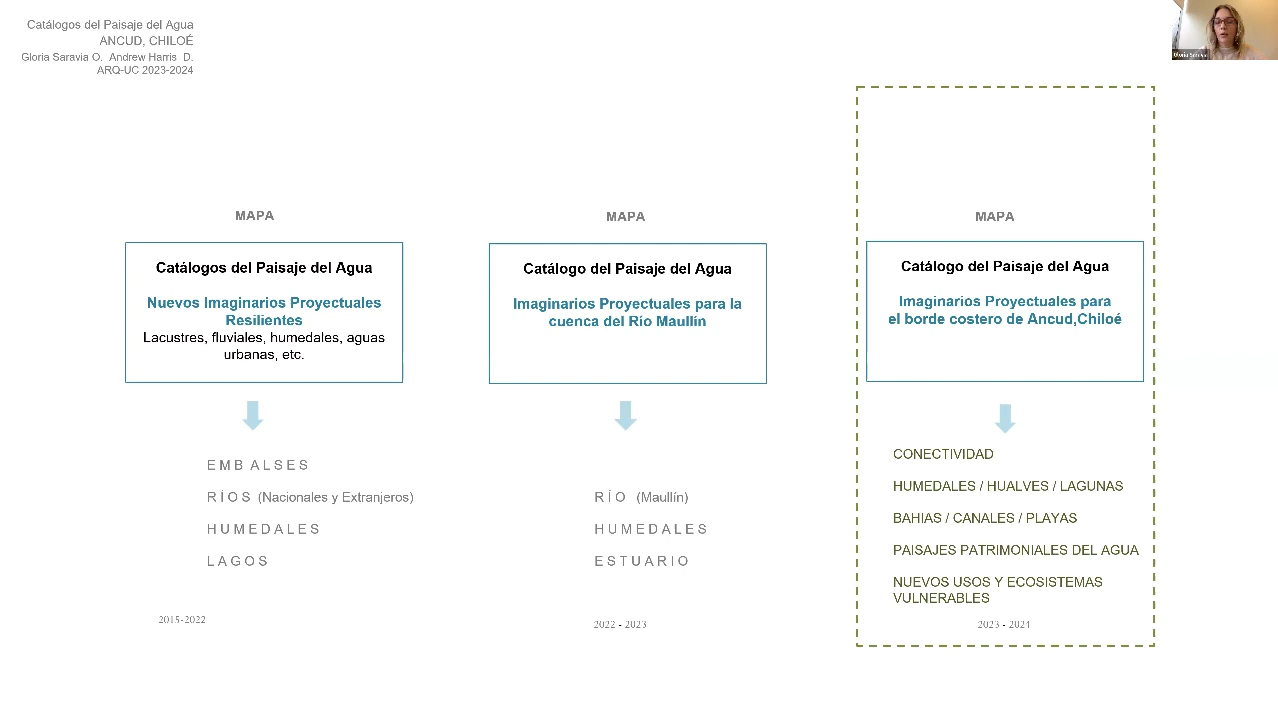 Catálogos del Paisaje del Agua
ANCUD, CHILOÉ
Gloria Saravia O. Andrew Harris D.
ARQ-UC 2023-2024
Gloria Saravia
MAPA
Catálogos del Paisaje del Agua
Nuevos Imaginarios Proyectuales
Resilientes
Lacustres, fluviales, humedales, aguas
urbanas, etc.
EMBALSES
RÍOS (Nacionales y Extranjeros)
HUMEDALES
LAGOS
2015-2022
MAPA
Catálogo del Paisaje del Agua
Imaginarios Proyectuales para la
cuenca del Río Maullín
RÍO (Maullín)
HUMEDALES
ESTUARIO
2022 - 2023
MAPA
Catálogo del Paisaje del Agua
Imaginarios Proyectuales para
el borde costero de Ancud,Chiloé
CONECTIVIDAD
HUMEDALES / HUALVES / LAGUNAS
BAHIAS / CANALES / PLAYAS
PAISAJES PATRIMONIALES DEL AGUA
NUEVOS USOS Y ECOSISTEMAS
VULNERABLES
2023 - 2024